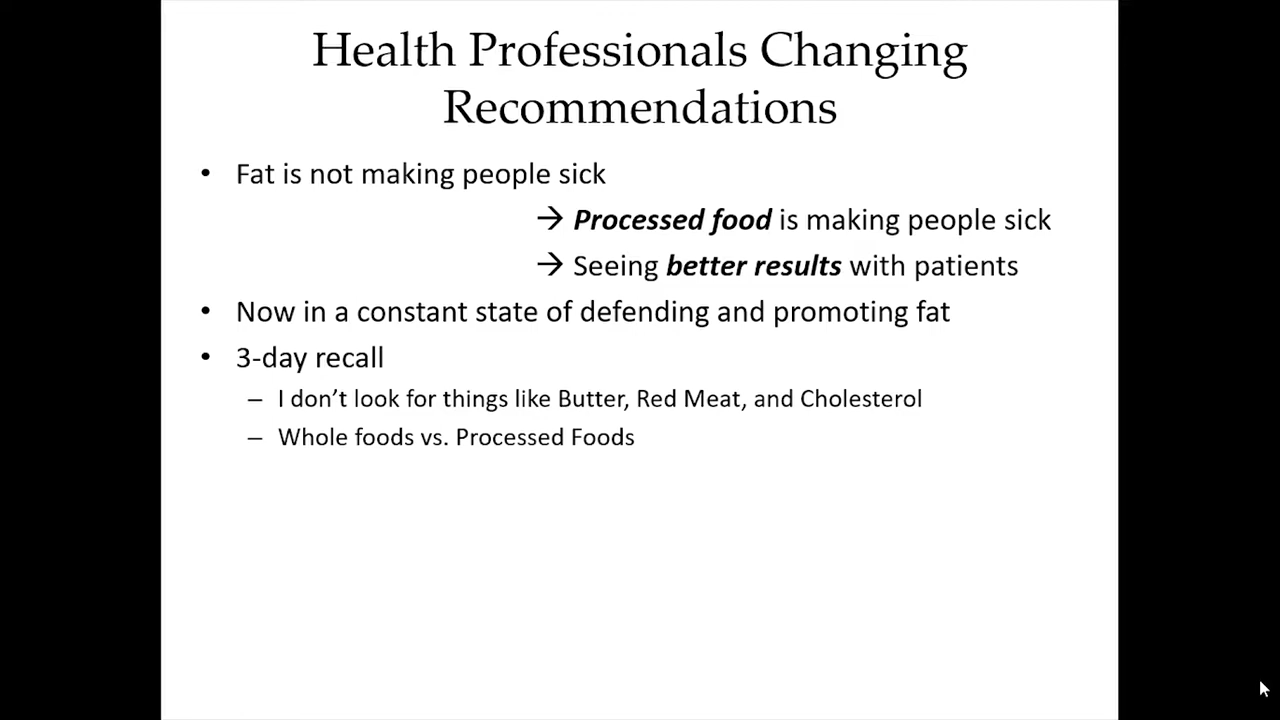 Health Professionals Changing
Recommendations
• Fat is not making people sick
→ Processed food is making people sick
→ Seeing better results with patients
• Now in a constant state of defending and promoting fat
• 3-day recall
– I don’t look for things like Butter, Red Meat, and Cholesterol
– Whole foods vs. Processed Foods